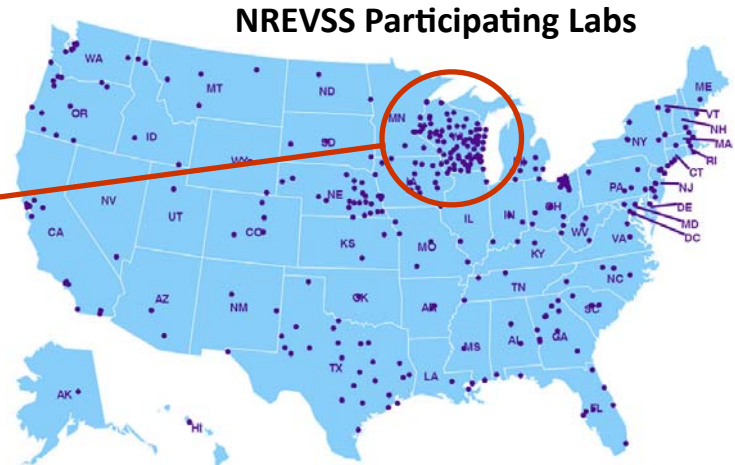 NREVSS Participating Labs
WA
MT
ND
MN
ME
OR
ID
SD
WY
NY
VT
NH
MA
RI
CT
NJ
DE
MD
DC
NV
UT
CO
NE
IA
IL
IN
OH
PA
WV
VA
CA
KS
MO
KY
NC
TN
AZ
NM
OK
AR
SC
MS
AL
GA
TX
LA
FL
AK
HI